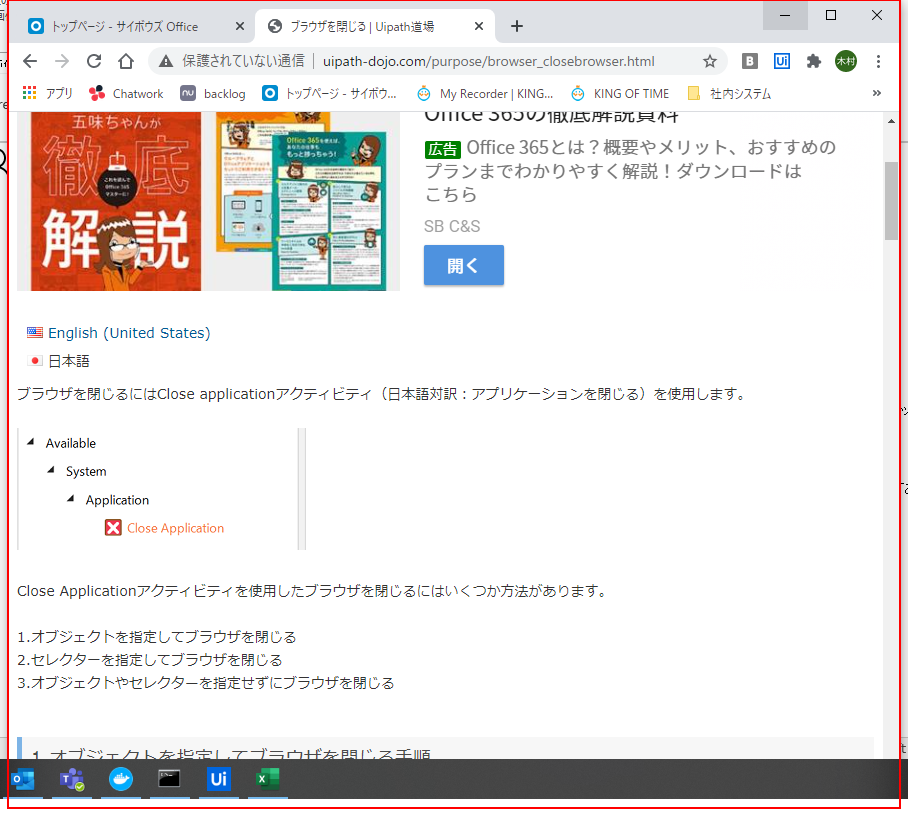 トップページ - サイボウズ Office
ブラウザを閉じる | Uipath道場
保護されていない通信 | uipath-dojo.com/purpose/browser_closebrowser.html
B
Ui
木村
アプリ
Chatwork
nu backlog
トップページ - サイボウ...
My Recorder | KING...
KING OF TIME
社内システム
»
五味ちゃんが
徹底
解説
これを読んで
Office 365
マスターに!
Office 365を使えば、
あなたの仕事も
もっと捗っちゃう!
Office 365の徹底解説資料
広告 Office 365とは？概要やメリット、おすすめの
プランまでわかりやすく解説！ダウンロードは
こちら
SB C&S
開く
English (United States)
日本語
ブラウザを閉じるにはClose applicationアクティビティ（日本語対訳：アプリケーションを閉じる）を使用します。
Available
System
Application
Close Application
Close Applicationアクティビティを使用したブラウザを閉じるにはいくつか方法があります。
1.オブジェクトを指定してブラウザを閉じる
2.セレクターを指定してブラウザを閉じる
3.オブジェクトやセレクターを指定せずにブラウザを閉じる
1. オブジェクトを指定してブラウザを閉じる手順
Ui